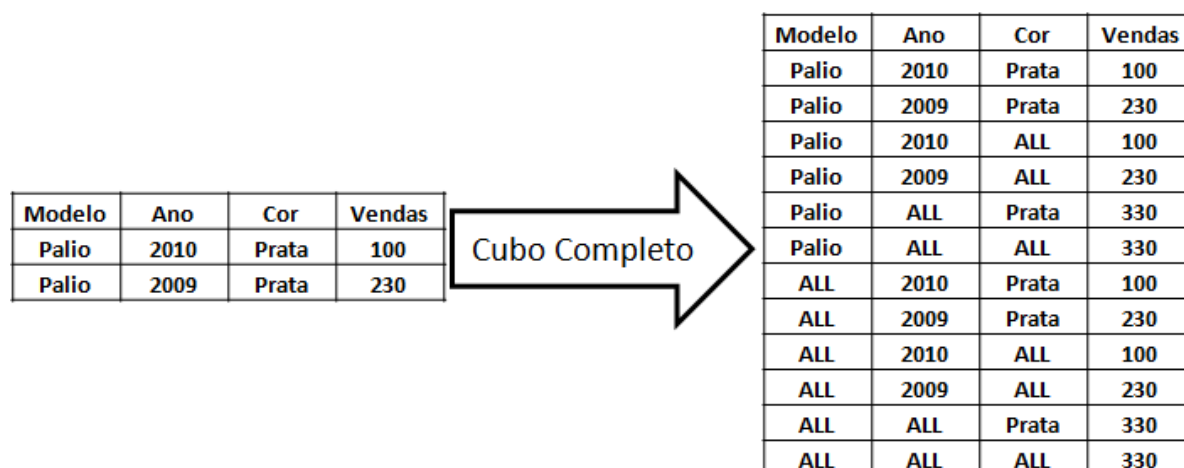 Modelo Ano Cor Vendas
Palio 2010 Prata 100
Palio 2009 Prata 230
Cubo Completo
Modelo Ano Cor Vendas
Palio 2010 Prata 100
Palio 2009 Prata 230
Palio 2010 ALL 100
Palio 2009 ALL 230
Palio ALL Prata 330
Palio ALL ALL 330
ALL 2010 Prata 100
ALL 2009 Prata 230
ALL 2010 ALL 100
ALL 2009 ALL 230
ALL ALL Prata 330
ALL ALL ALL 330